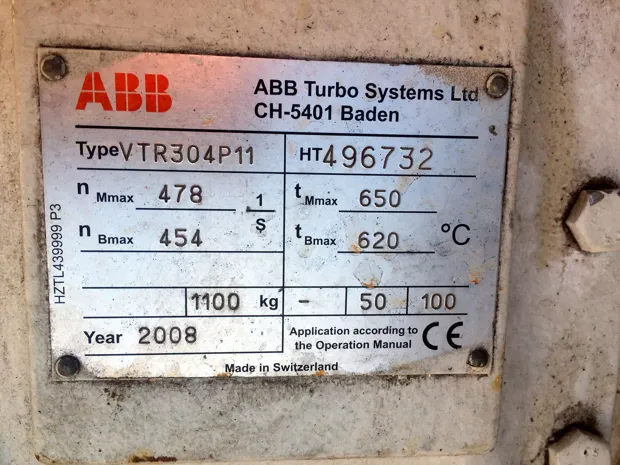 ABB
ABB Turbo Systems Ltd
CH-5401 Baden
Type VTR304P11
HT 496732
n Mmax 478 1/s
t Mmax 650
n Bmax 454
t Bmax 620 °C
1100 kg - 50 100
Year 2008
Application according to
the Operation Manual
CE
Made in Switzerland
HZTL439999 P3